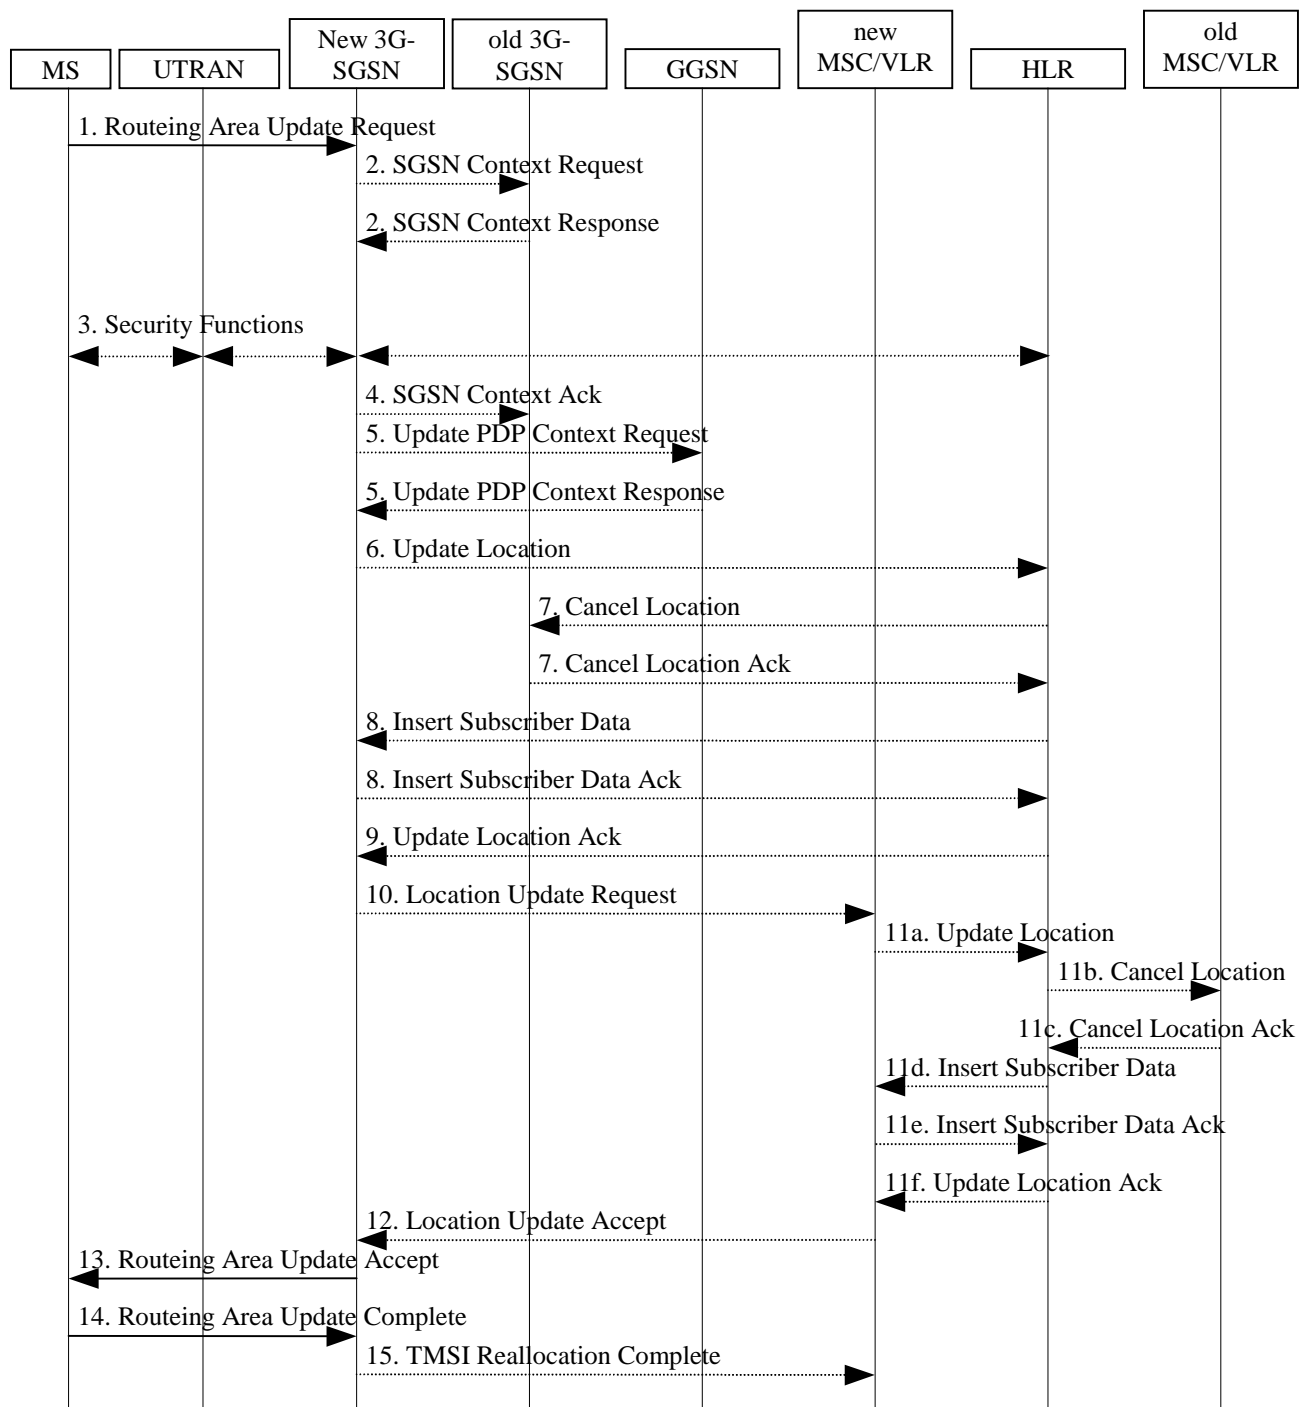 MS
UTRAN
New 3G-
SGSN
old 3G-
SGSN
GGSN
new
MSC/VLR
HLR
old
MSC/VLR
1. Routeing Area Update Request
2. SGSN Context Request
2. SGSN Context Response
3. Security Functions
4. SGSN Context Ack
5. Update PDP Context Request
5. Update PDP Context Response
6. Update Location
7. Cancel Location
7. Cancel Location Ack
8. Insert Subscriber Data
8. Insert Subscriber Data Ack
9. Update Location Ack
10. Location Update Request
11a. Update Location
11b. Cancel Location
11c. Cancel Location Ack
11d. Insert Subscriber Data
11e. Insert Subscriber Data Ack
11f. Update Location Ack
12. Location Update Accept
13. Routeing Area Update Accept
14. Routeing Area Update Complete
15. TMSI Reallocation Complete